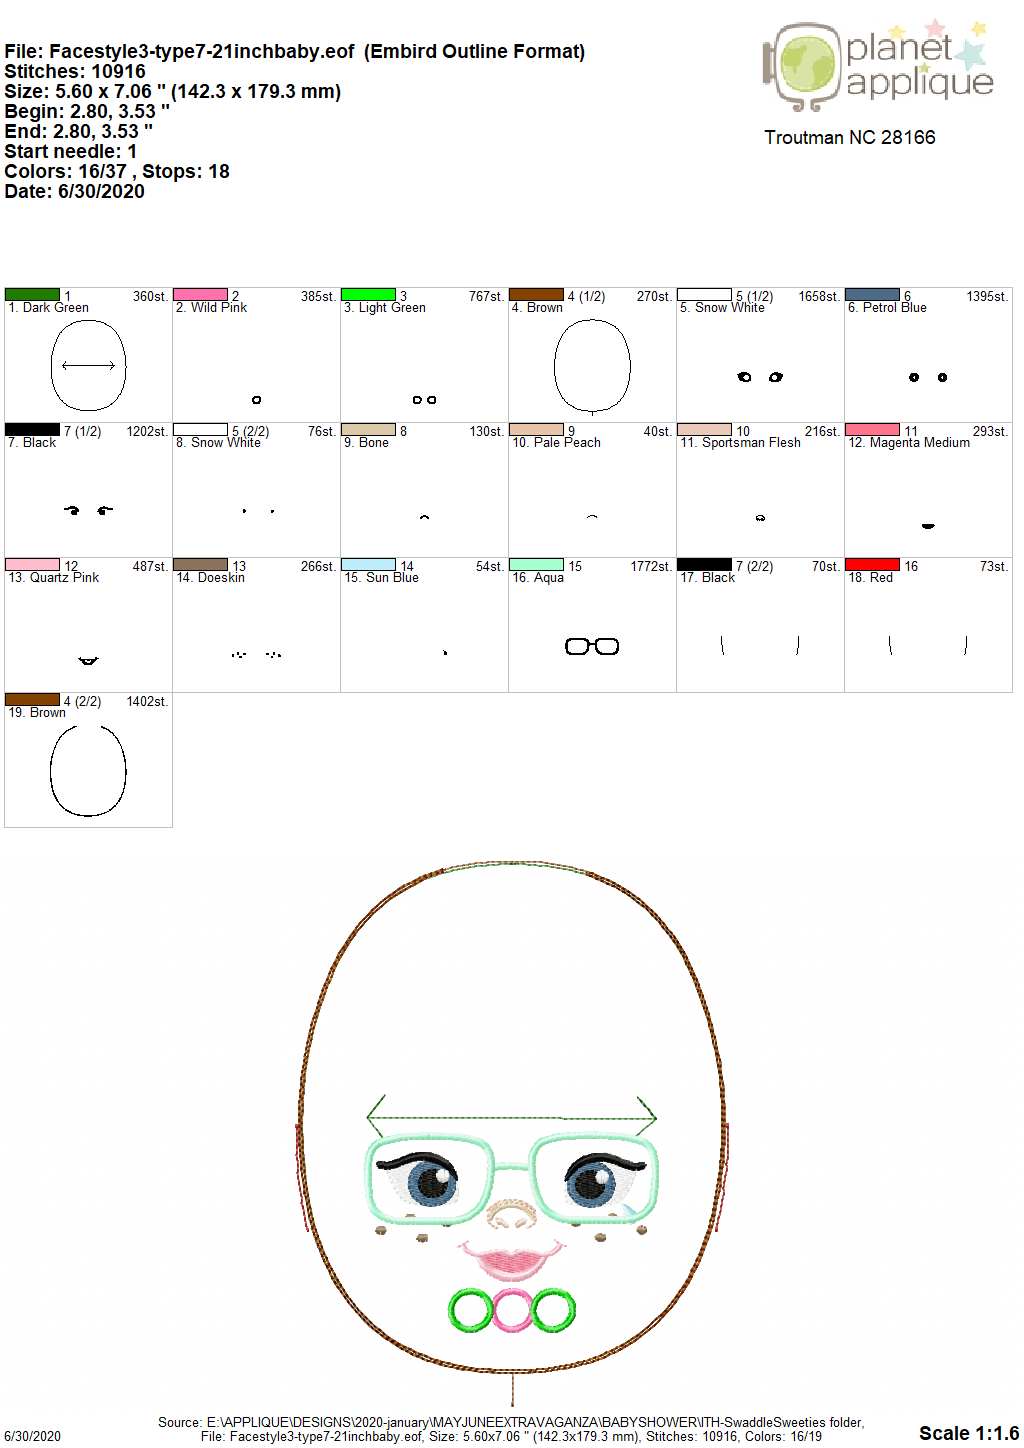 File: Facestyle3-type7-21inchbaby.eof  (Embird Outline Format)
Stitches: 10916
Size: 5.60 x 7.06 " (142.3 x 179.3 mm)
Begin: 2.80, 3.53 "
End: 2.80, 3.53 "
Start needle: 1
Colors: 16/37 , Stops: 18
Date: 6/30/2020
planet
applique
Troutman NC 28166
1 360st. 2 385st. 3 767st. 4 (1/2) 270st. 5 (1/2) 1658st. 6 1395st.
1. Dark Green 2. Wild Pink 3. Light Green 4. Brown 5. Snow White 6. Petrol Blue
7 (1/2) 1202st. 5 (2/2) 76st. 8 130st. 9 40st. 10 216st. 11 293st.
7. Black 8. Snow White 9. Bone 10. Pale Peach 11. Sportsman Flesh 12. Magenta Medium
12 487st. 13 266st. 14 54st. 15 1772st. 7 (2/2) 70st. 16 73st.
13. Quartz Pink 14. Doeskin 15. Sun Blue 16. Aqua 17. Black 18. Red
4 (2/2) 1402st.
19. Brown
Source: E:\APPLIQUE\DESIGNS\2020-january\MAYJUNEEXTRAVAGANZA\BABYSHOWER\ITH-SwaddleSweeties folder,
6/30/2020 File: Facestyle3-type7-21inchbaby.eof, Size: 5.60x7.06 " (142.3x179.3 mm), Stitches: 10916, Colors: 16/19 Scale 1:1.6